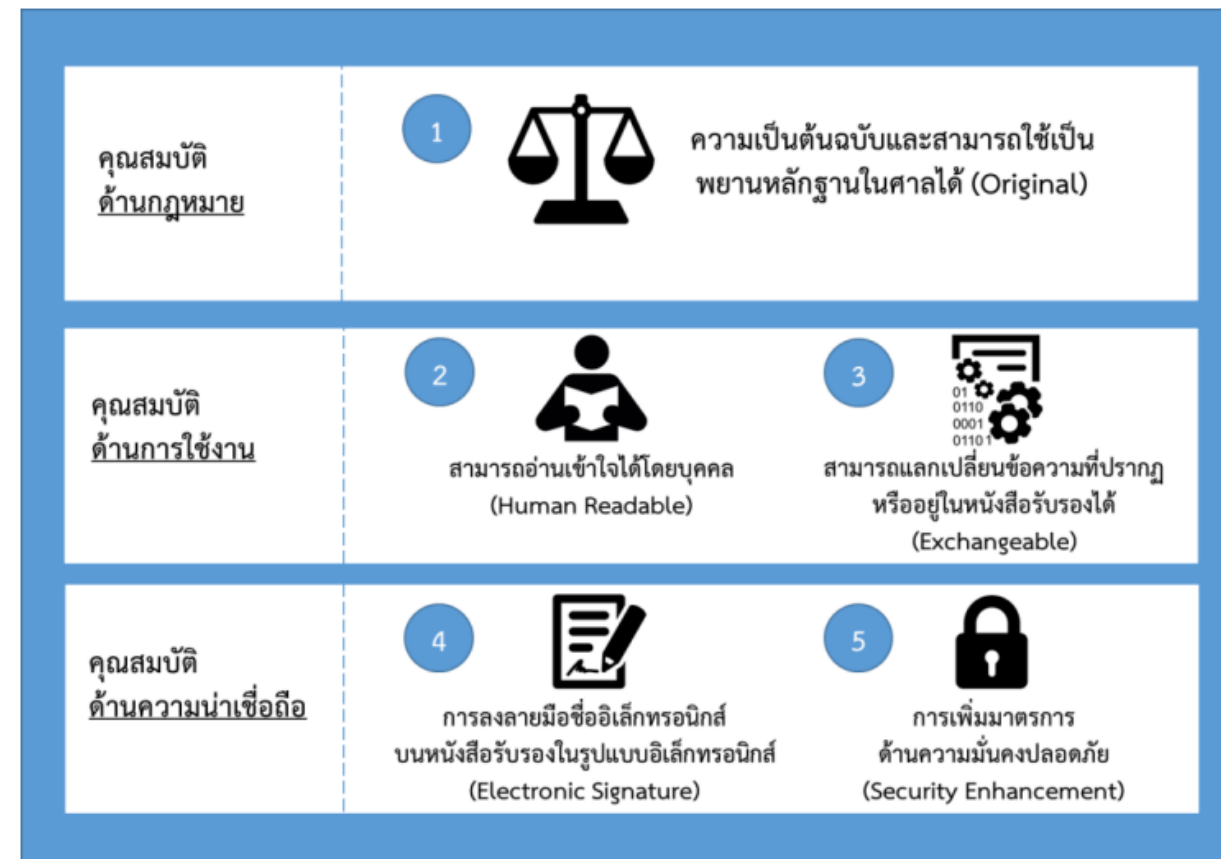 คุณสมบัติ
ด้านกฎหมาย
1
ความเป็นต้นฉบับและสามารถใช้เป็น
พยานหลักฐานในศาลได้ (Original)
คุณสมบัติ
ด้านการใช้งาน
2
สามารถอ่านเข้าใจได้โดยบุคคล
(Human Readable)
3
01
0110
0001
01101
สามารถแลกเปลี่ยนข้อความที่ปรากฏ
หรืออยู่ในหนังสือรับรองได้
(Exchangeable)
คุณสมบัติ
ด้านความน่าเชื่อถือ
4
การลงลายมือชื่ออิเล็กทรอนิกส์
บนหนังสือรับรองในรูปแบบอิเล็กทรอนิกส์
(Electronic Signature)
5
การเพิ่มมาตรการ
ด้านความมั่นคงปลอดภัย
(Security Enhancement)